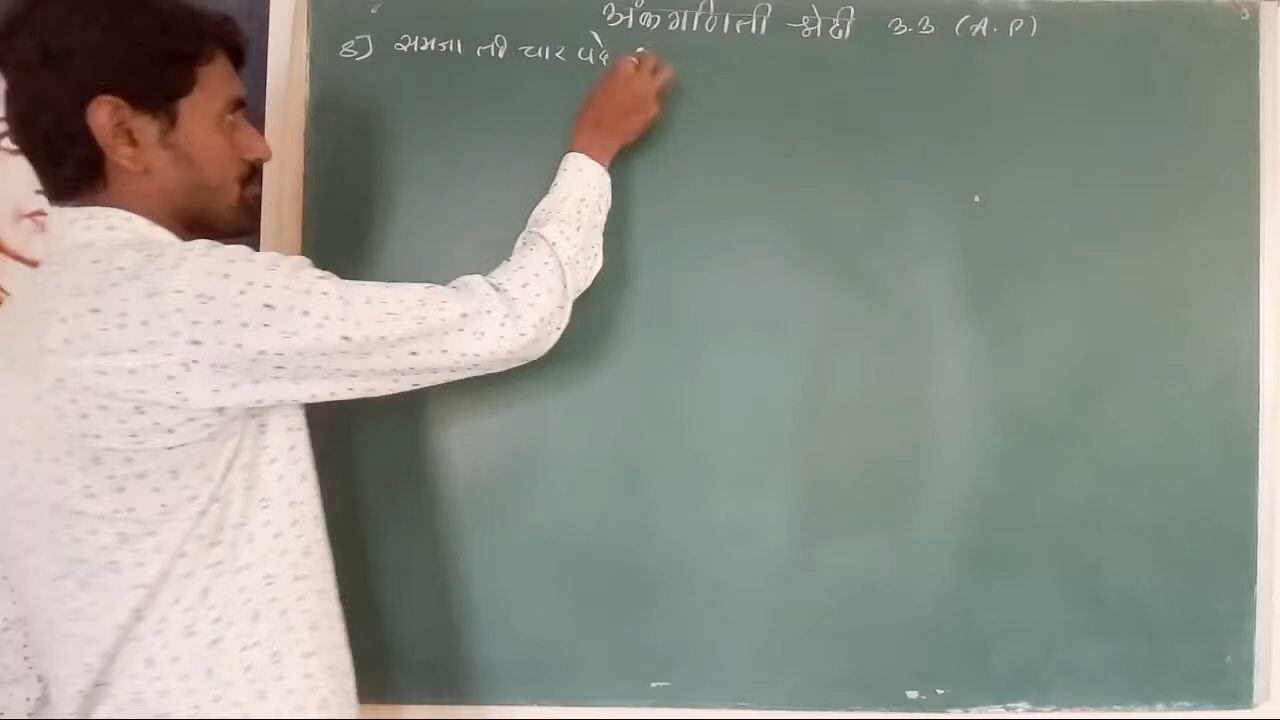 अंकगणिती श्रेढी 3.3 (A.P)
8] समजा ती चार पदे